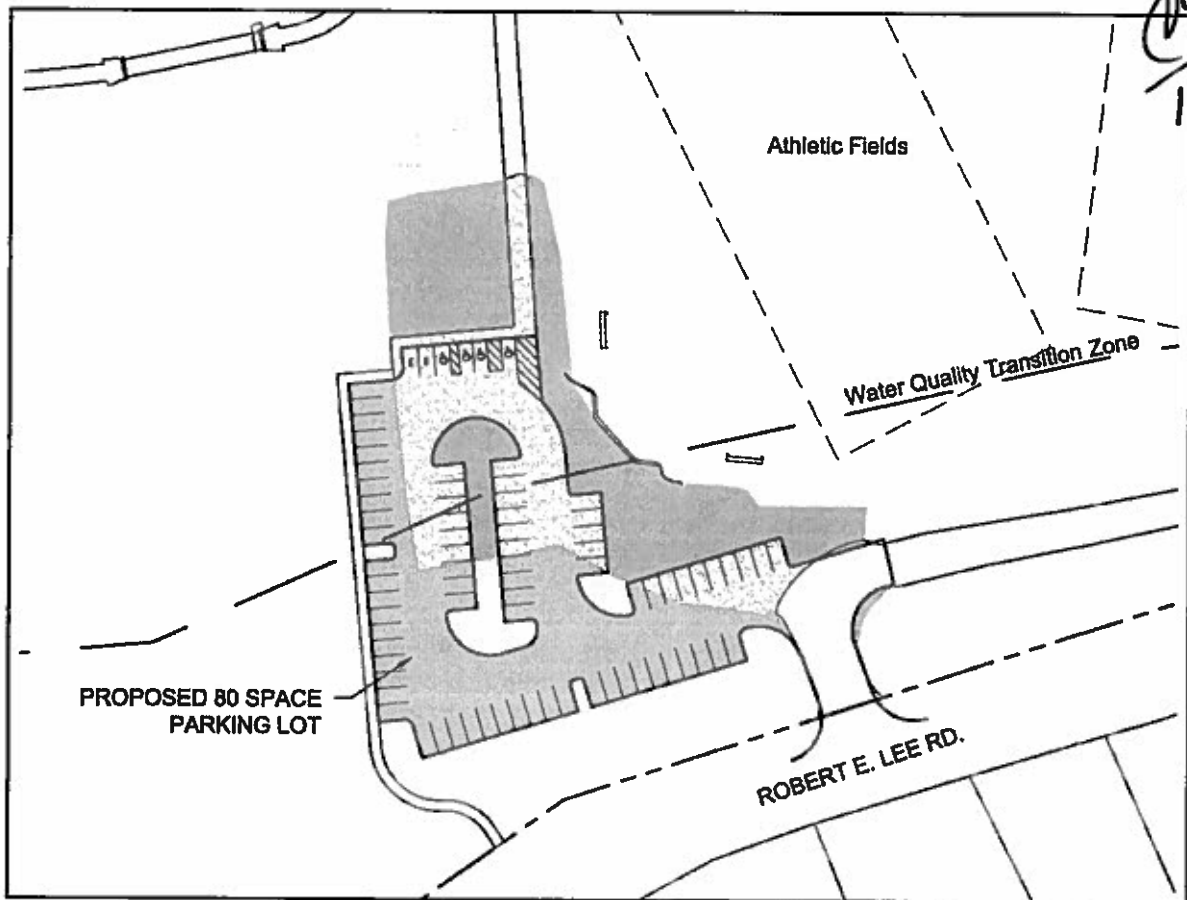 Athletic Fields
Water Quality Transition Zone
PROPOSED 80 SPACE
PARKING LOT
ROBERT E. LEE RD.